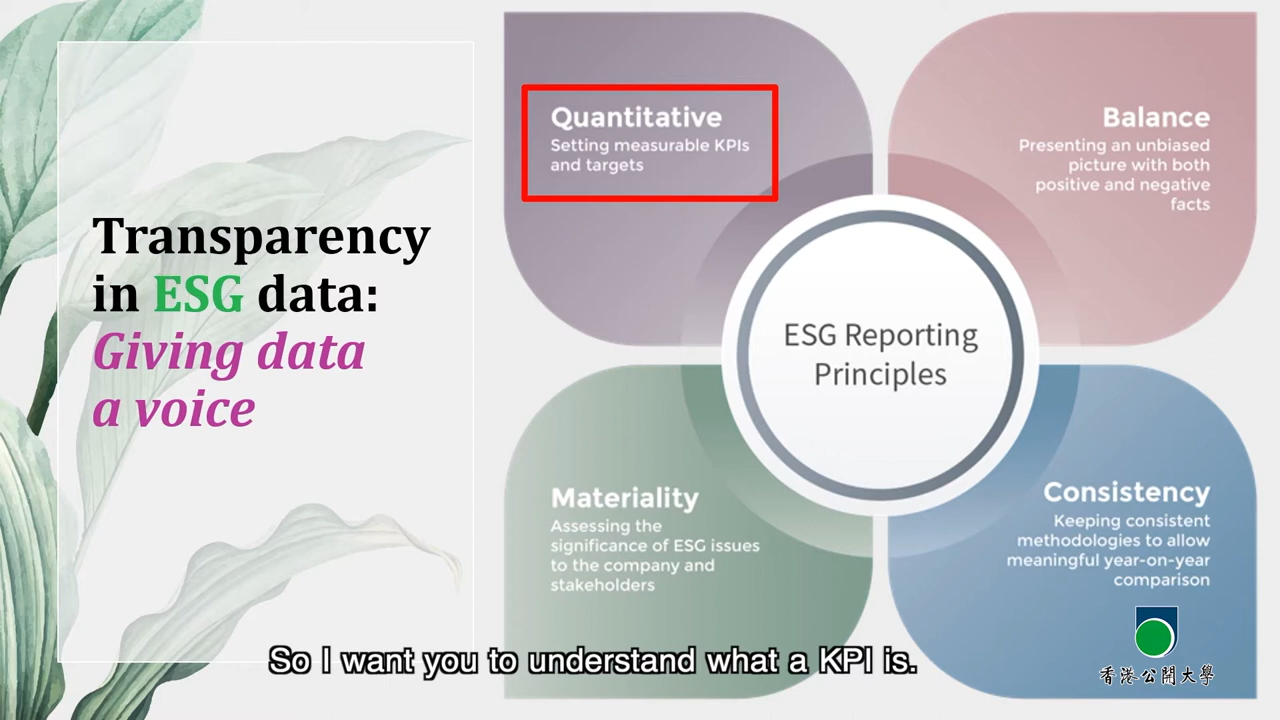 Transparency
in ESG data:
Giving data
a voice
Quantitative
Setting measurable KPIs
and targets
Balance
Presenting an unbiased
picture with both
positive and negative
facts
ESG Reporting
Principles
Materiality
Assessing the
significance of ESG issues
to the company and
stakeholders
Consistency
Keeping consistent
methodologies to allow
meaningful year-on-year
comparison
香港公開大學
So I want you to understand what a KPI is.